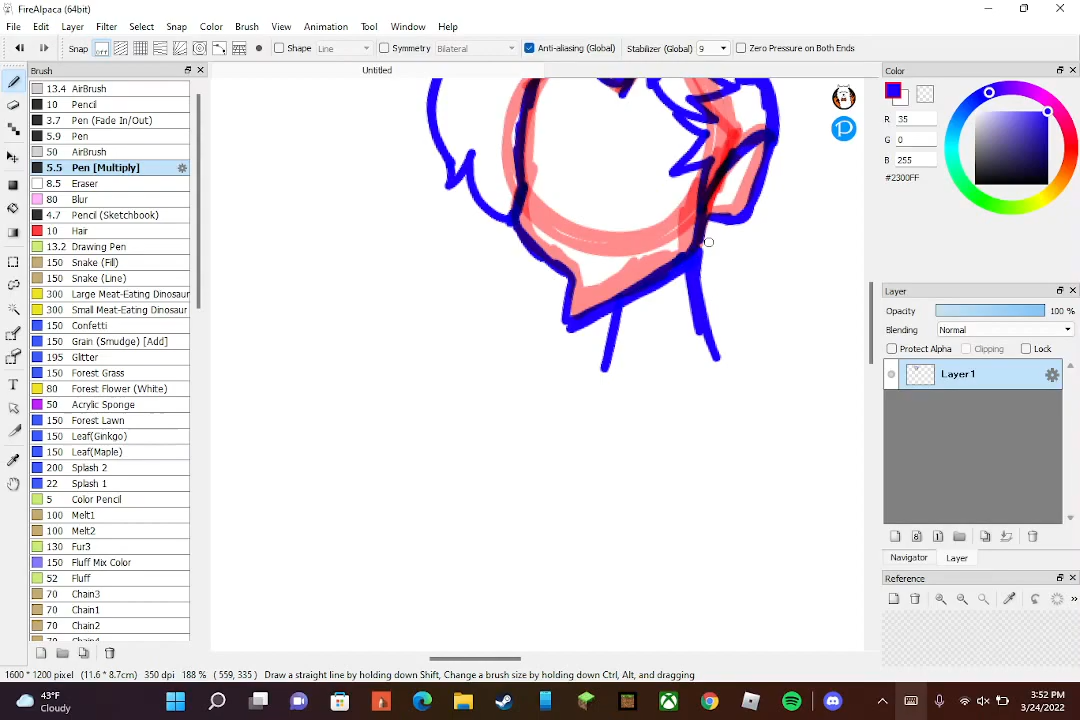 FireAlpaca (64bit)
File Edit Layer Filter Select Snap Color Brush View Animation Tool Window Help
Snap OFF Shape Line Symmetry Bilateral Anti-aliasing (Global) Stabilizer (Global) 9 Zero Pressure on Both Ends
Brush
Untitled
Color
13.4 AirBrush
10 Pencil
3.7 Pen (Fade In/Out)
5.9 Pen
50 AirBrush
5.5 Pen [Multiply]
8.5 Eraser
80 Blur
4.7 Pencil (Sketchbook)
10 Hair
13.2 Drawing Pen
150 Snake (Fill)
150 Snake (Line)
300 Large Meat-Eating Dinosaur
300 Small Meat-Eating Dinosaur
150 Confetti
150 Grain (Smudge) [Add]
195 Glitter
150 Forest Grass
80 Forest Flower (White)
50 Acrylic Sponge
150 Forest Lawn
150 Leaf(Ginkgo)
150 Leaf(Maple)
200 Splash 2
22 Splash 1
5 Color Pencil
100 Melt1
100 Melt2
130 Fur3
150 Fluff Mix Color
52 Fluff
70 Chain3
70 Chain1
70 Chain2
70 Chain4
R 35
G 0
B 255
#2300FF
Layer
Opacity 100 %
Blending Normal
Protect Alpha Clipping Lock
Layer1
8 1
Navigator Layer
Reference
»
1600 * 1200 pixel (11.6 * 8.7cm) 350 dpi 188 % ( 559, 335) Draw a straight line by holding down Shift, Change a brush size by holding down Ctrl, Alt, and dragging
43°F
Cloudy
3:52 PM
3/24/2022